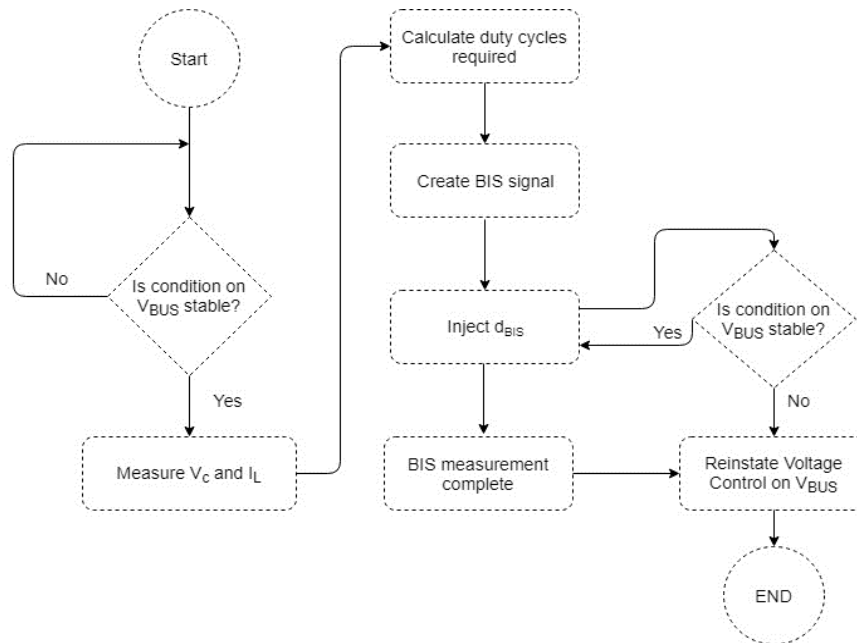 Start
No
Is condition on
VBUS stable?
Yes
Measure Vc and IL
Calculate duty cycles
required
Create BIS signal
Inject dBIS
Yes
Is condition on
VBUS stable?
No
BIS measurement
complete
Reinstate Voltage
Control on VBUS
END